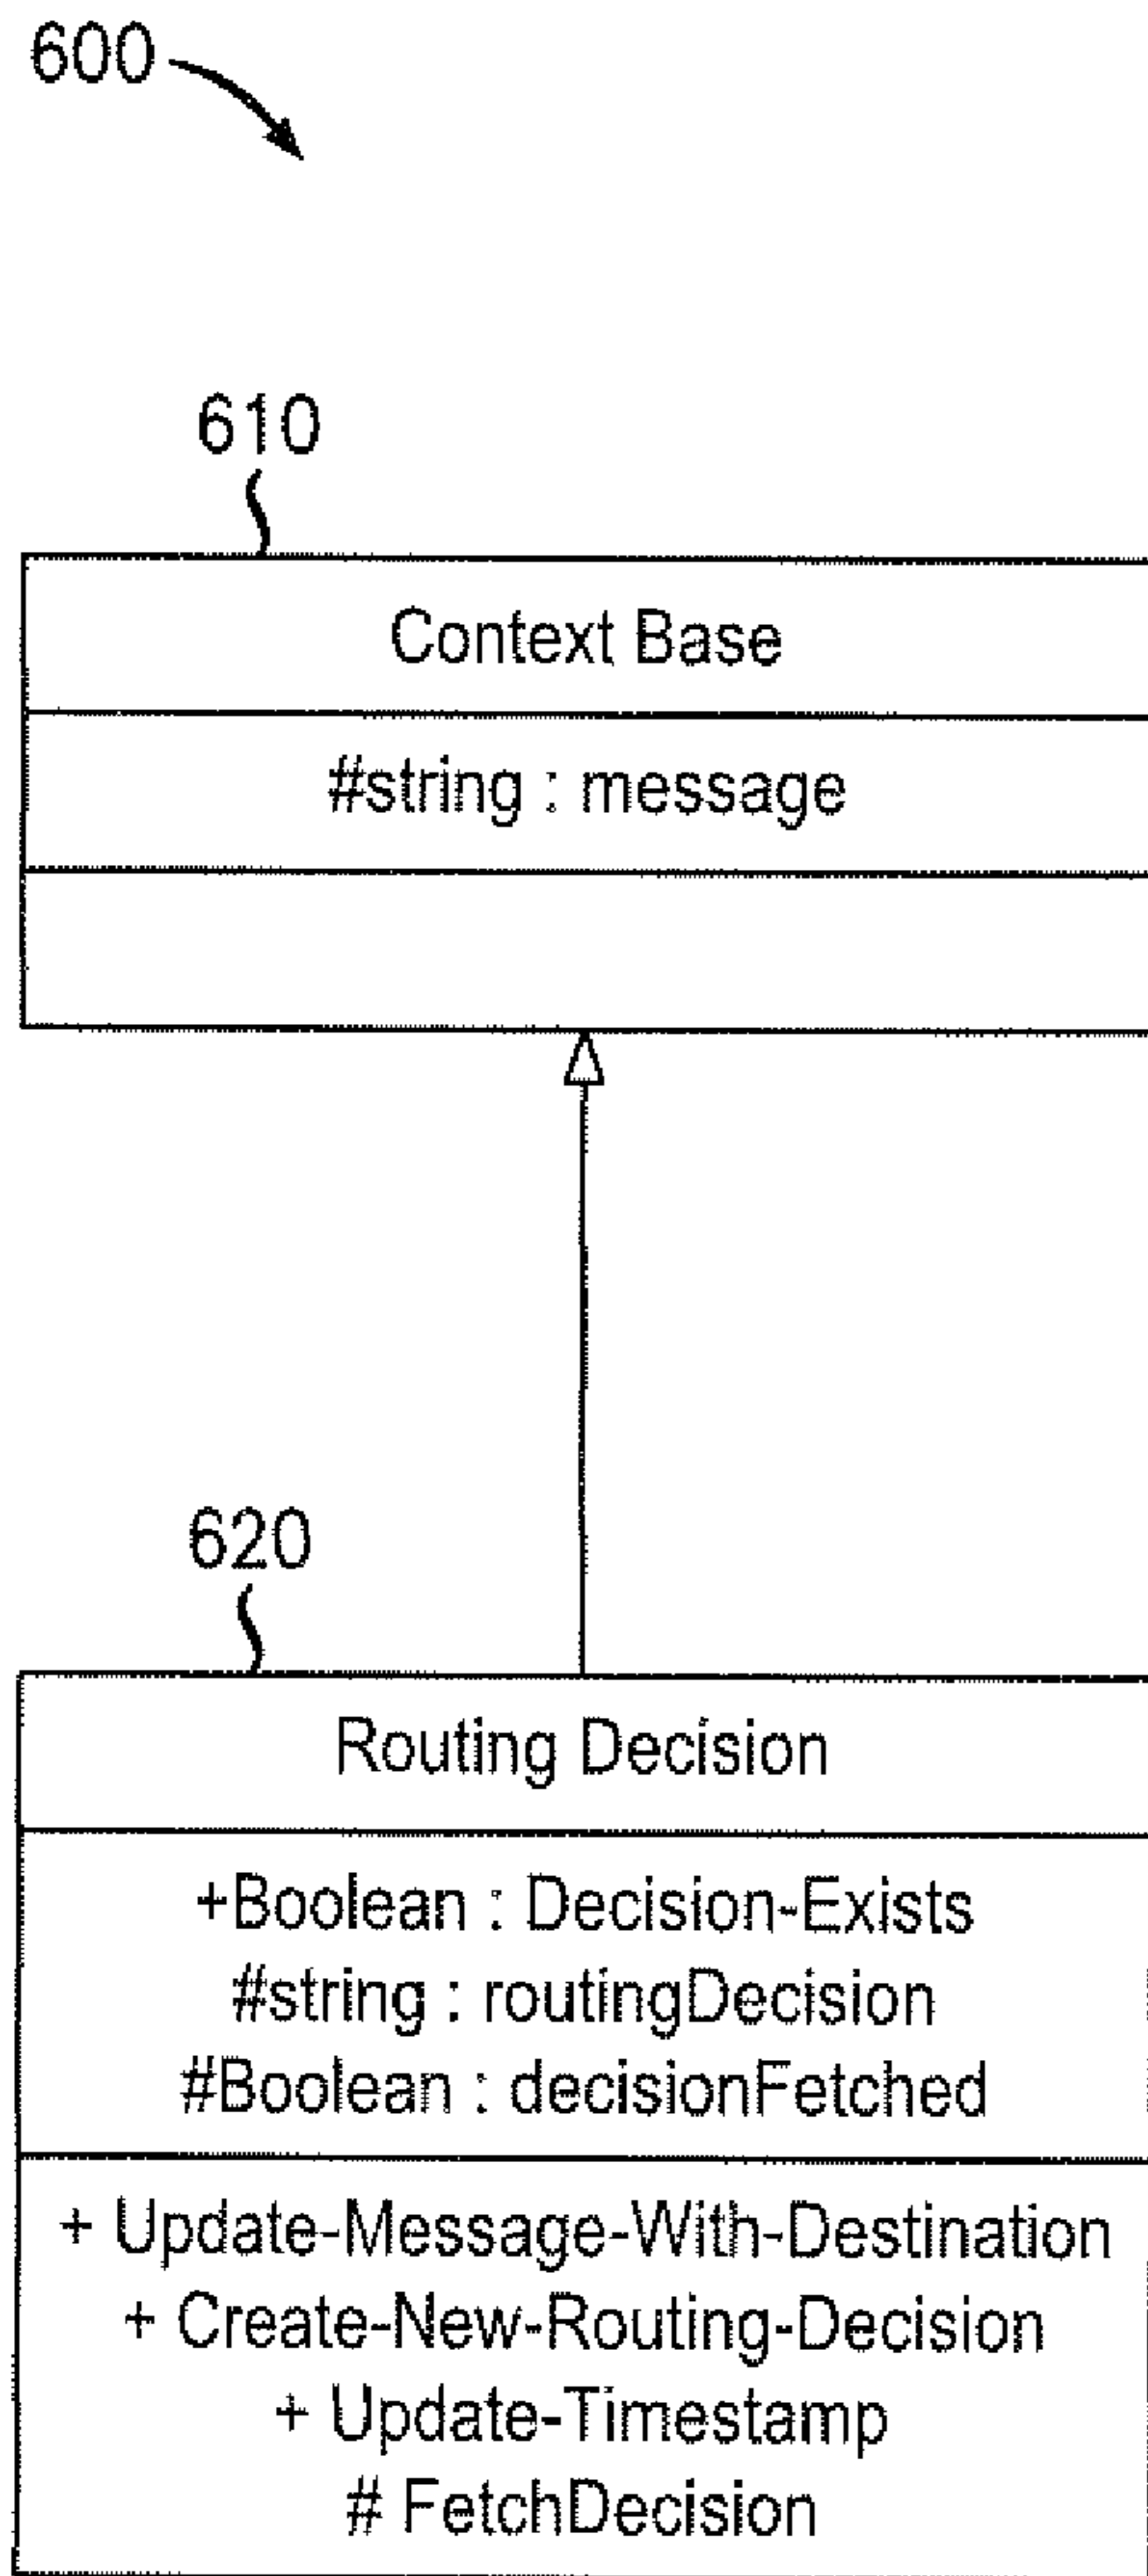 600
610
Context Base
#string : message
620
Routing Decision
+Boolean : Decision-Exists
#string : routingDecision
#Boolean : decisionFetched
+ Update-Message-With-Destination
+ Create-New-Routing-Decision
+ Update-Timestamp
# FetchDecision